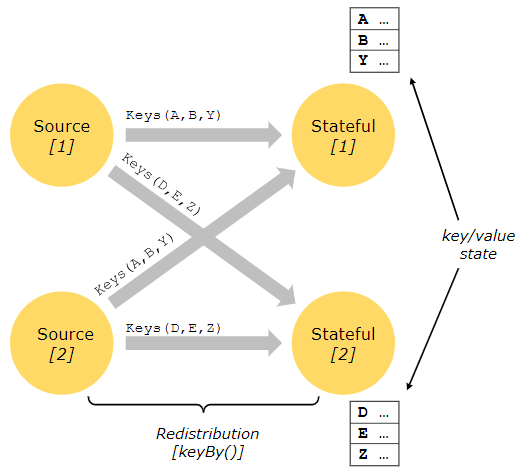 A ...
B ...
Y ...
Source
[1]
Keys(A,B,Y)
Stateful
[1]
Keys(D,E,Z)
key/value
state
Keys(A,B,Y)
Source
[2]
Keys(D,E,Z)
Stateful
[2]
D ...
E ...
Z ...
Redistribution
[keyBy()]